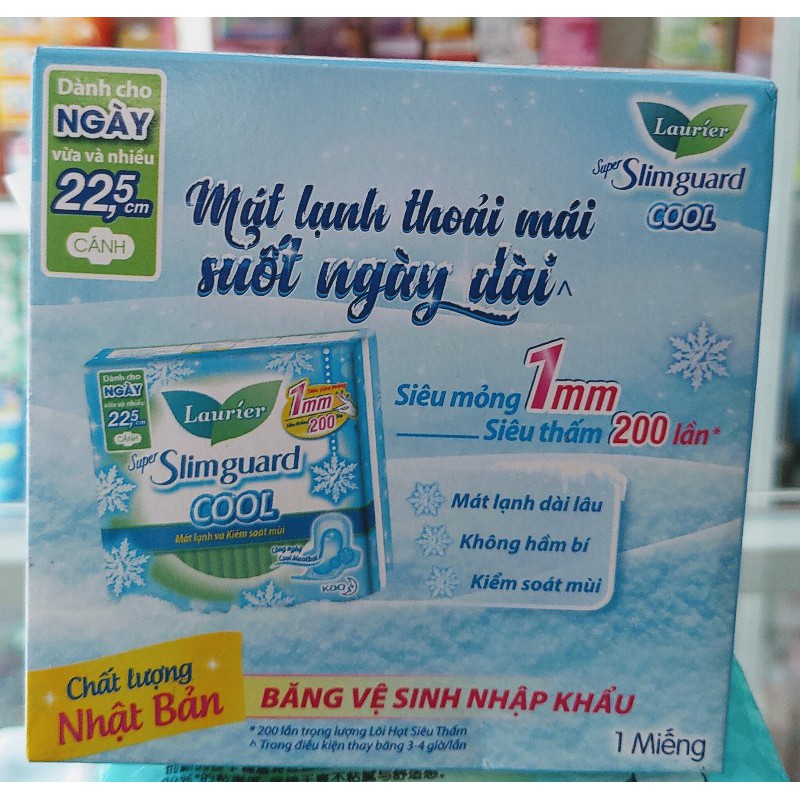 Dành cho
NGÀY
vừa và nhiều
22,5cm
CÁNH
Laurier
Super Slimguard
COOL
Mát lạnh thoải mái
suốt ngày dài^
Siêu mỏng 1mm
Siêu thấm 200 lần*
Mát lạnh dài lâu
Không hầm bí
Kiểm soát mùi
Dành cho
NGÀY
vừa và nhiều
22,5cm
CÁNH
Laurier
1mm
200
Super Slimguard
COOL
Mát lạnh và Kiểm soát mùi
Kao
Chất lượng
Nhật Bản
BĂNG VỆ SINH NHẬP KHẨU
* 200 lần trọng lượng Lõi Hạt Siêu Thấm
^ Trong điều kiện thay băng 3-4 giờ/lần
1 Miếng